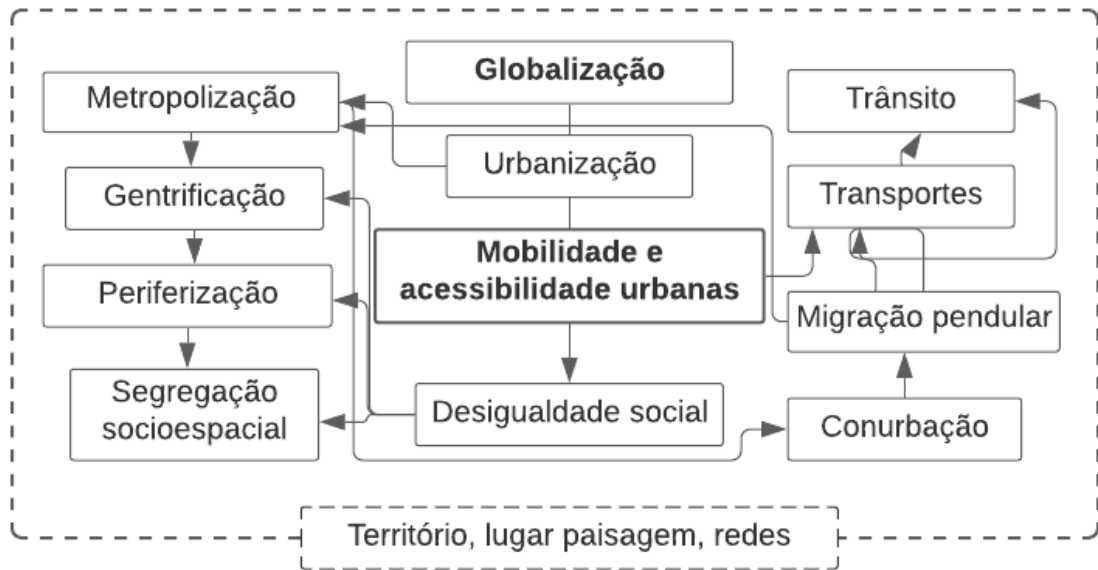 Globalização
Metropolização
Trânsito
Urbanização
Gentrificação
Transportes
Mobilidade e
acessibilidade urbanas
Periferização
Migração pendular
Segregação
socioespacial
Desigualdade social
Conurbação
Território, lugar paisagem, redes